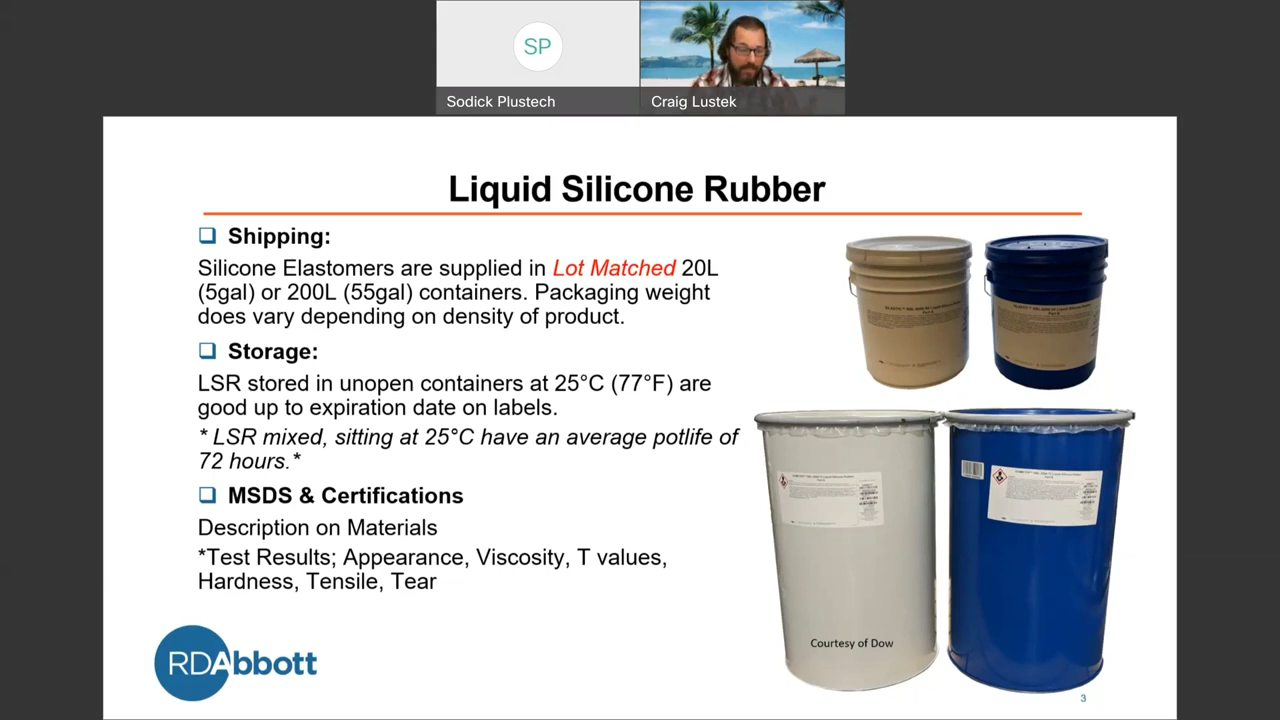 SP
Sodick Plustech
Craig Lustek
Liquid Silicone Rubber
Shipping:
Silicone Elastomers are supplied in Lot Matched 20L
(5gal) or 200L (55gal) containers. Packaging weight
does vary depending on density of product.
Storage:
LSR stored in unopen containers at 25°C (77°F) are
good up to expiration date on labels.
* LSR mixed, sitting at 25°C have an average potlife of
72 hours.*
MSDS & Certifications
Description on Materials
*Test Results; Appearance, Viscosity, T values,
Hardness, Tensile, Tear
Courtesy of Dow
RDAbbott
3